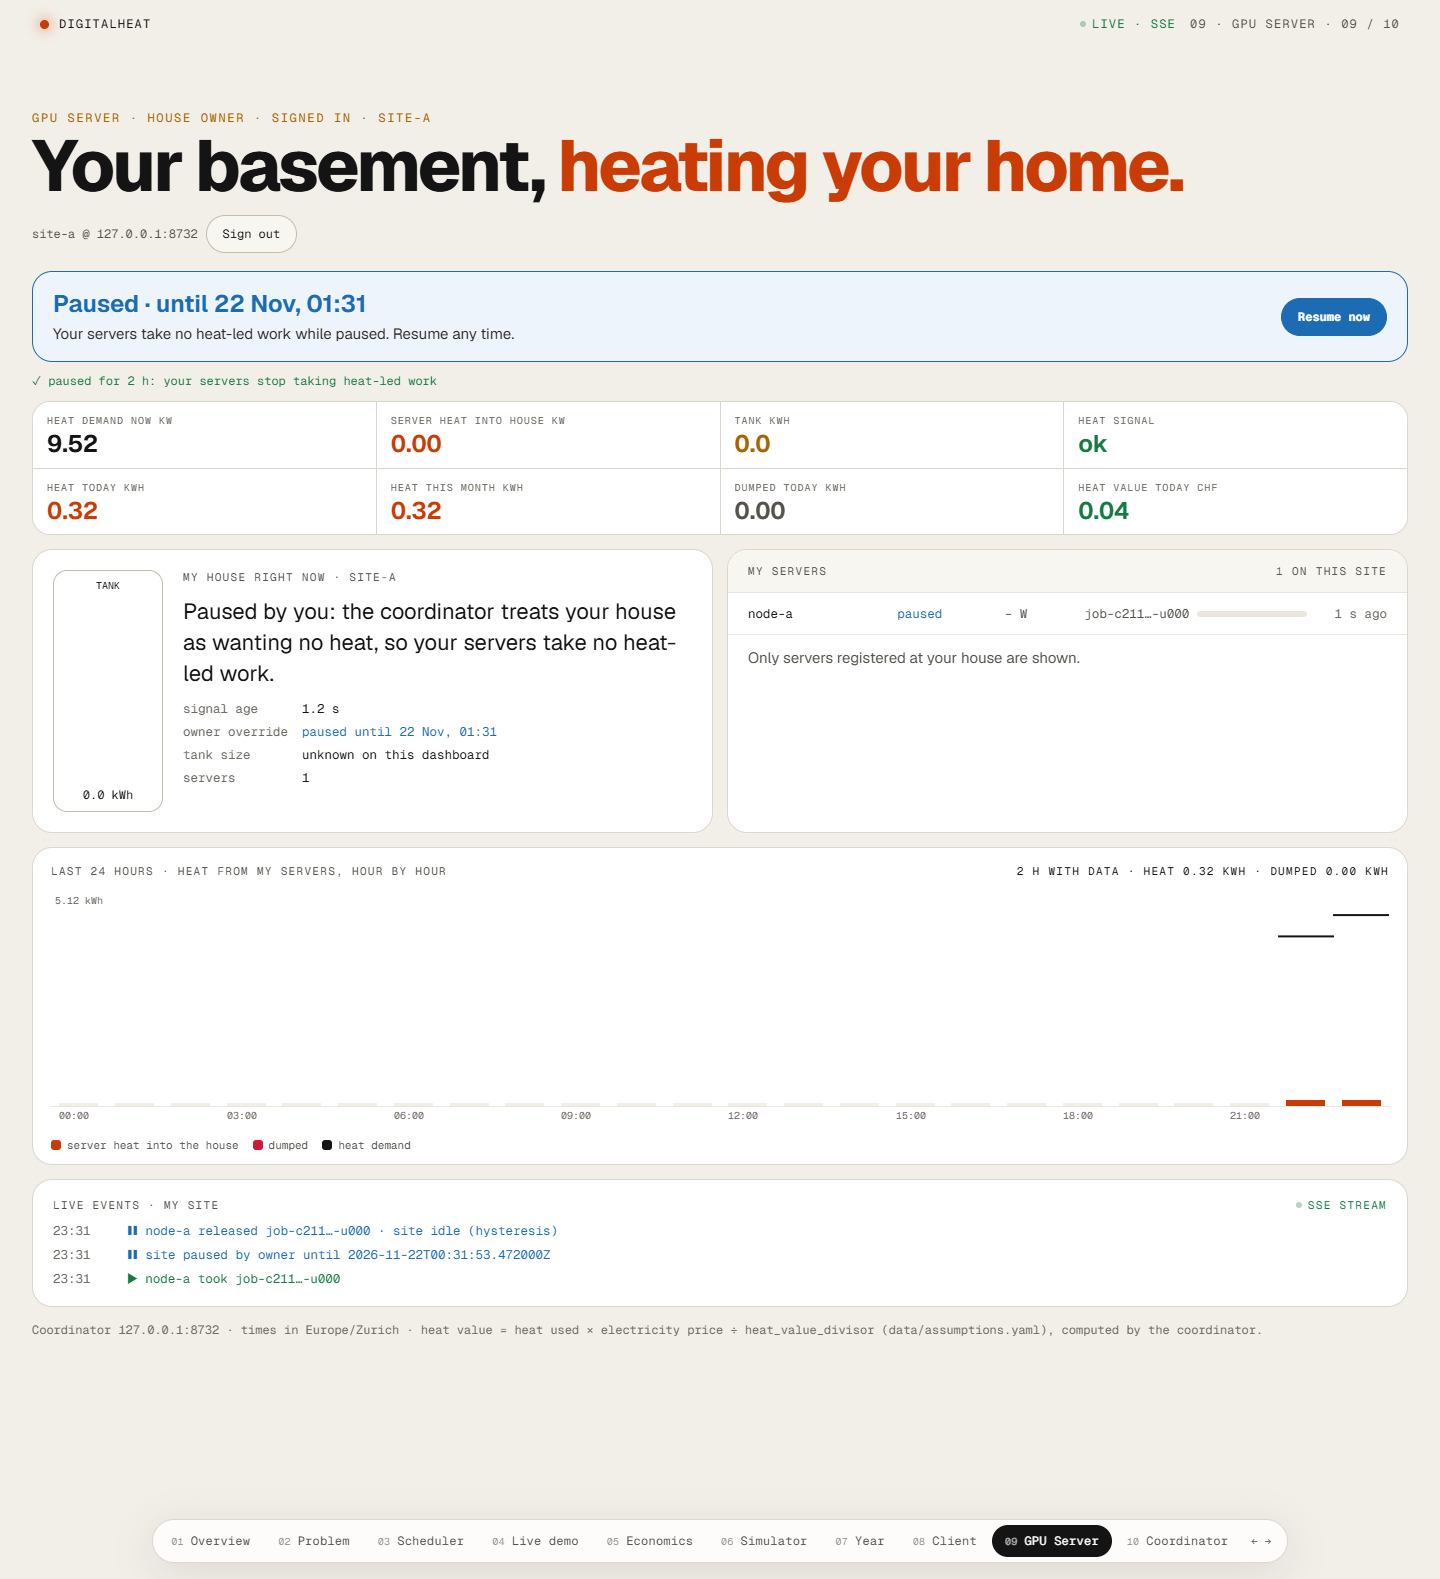 DIGITALHEAT
LIVE · SSE 09 · GPU SERVER · 09 / 10
GPU SERVER · HOUSE OWNER · SIGNED IN · SITE-A
Your basement, heating your home.
site-a @ 127.0.0.1:8732 Sign out
Paused · until 22 Nov, 01:31
Your servers take no heat-led work while paused. Resume any time.
Resume now
✓ paused for 2 h: your servers stop taking heat-led work
HEAT DEMAND NOW KW
9.52
SERVER HEAT INTO HOUSE KW
0.00
TANK KWH
0.0
HEAT SIGNAL
ok
HEAT TODAY KWH
0.32
HEAT THIS MONTH KWH
0.32
DUMPED TODAY KWH
0.00
HEAT VALUE TODAY CHF
0.04
TANK
0.0 kWh
MY HOUSE RIGHT NOW · SITE-A
Paused by you: the coordinator treats your house
as wanting no heat, so your servers take no heat-
led work.
signal age 1.2 s
owner override paused until 22 Nov, 01:31
tank size unknown on this dashboard
servers 1
MY SERVERS 1 ON THIS SITE
node-a paused – W job-c211…-u000 1 s ago
Only servers registered at your house are shown.
LAST 24 HOURS · HEAT FROM MY SERVERS, HOUR BY HOUR
2 H WITH DATA · HEAT 0.32 KWH · DUMPED 0.00 KWH
5.12 kWh
00:00 03:00 06:00 09:00 12:00 15:00 18:00 21:00
server heat into the house dumped heat demand
LIVE EVENTS · MY SITE SSE STREAM
23:31 node-a released job-c211…-u000 · site idle (hysteresis)
23:31 site paused by owner until 2026-11-22T00:31:53.472000Z
23:31 node-a took job-c211…-u000
Coordinator 127.0.0.1:8732 · times in Europe/Zurich · heat value = heat used × electricity price ÷ heat_value_divisor (data/assumptions.yaml), computed by the coordinator.
01 Overview 02 Problem 03 Scheduler 04 Live demo 05 Economics 06 Simulator 07 Year 08 Client 09 GPU Server 10 Coordinator ← →